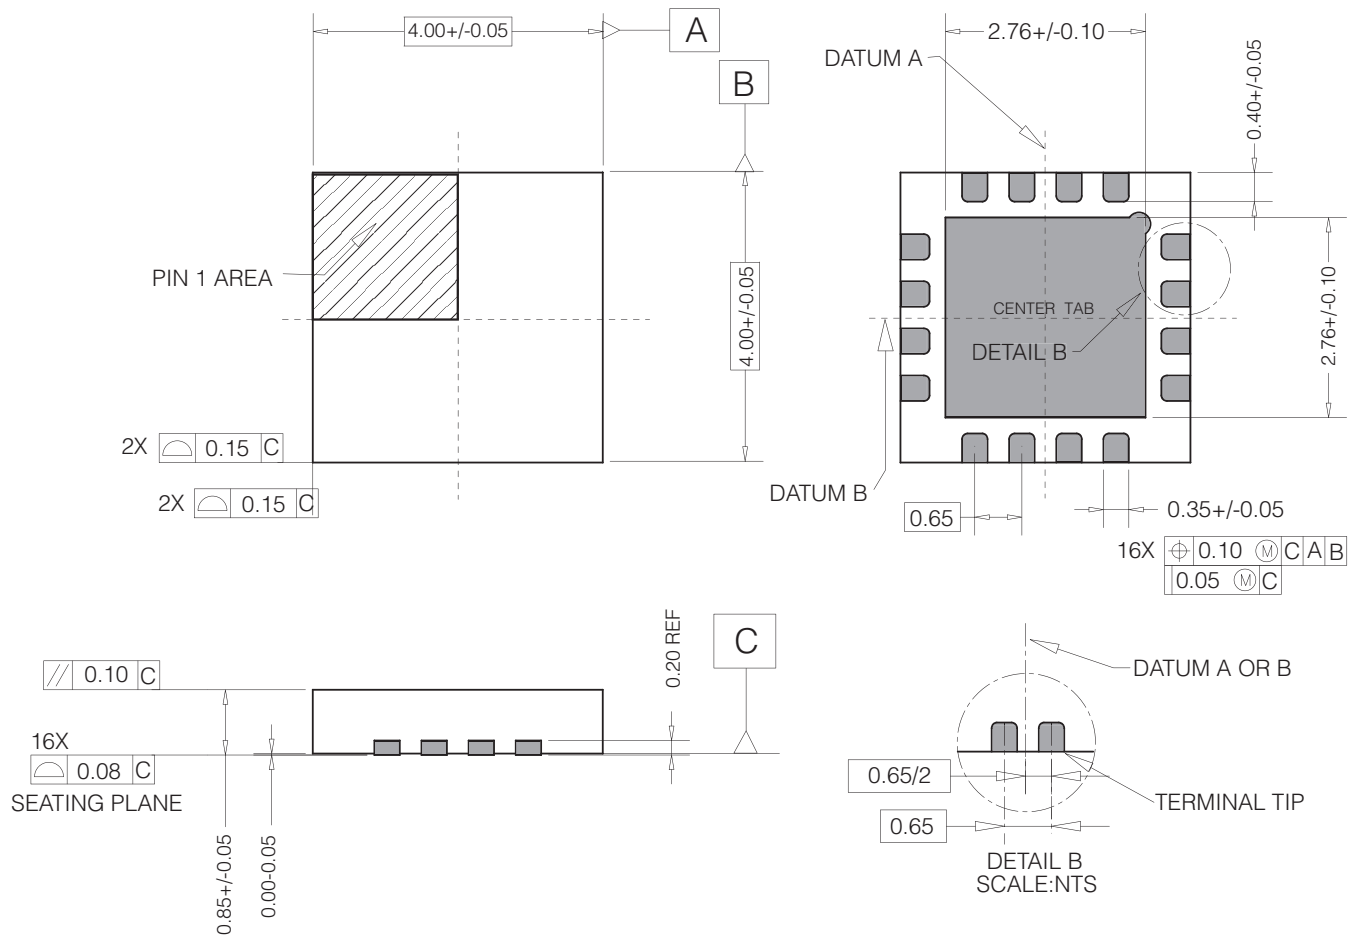 4.00+/-0.05
A
B
PIN 1 AREA
4.00+/-0.05
2X 0.15 C
2X 0.15 C
2.76+/-0.10
DATUM A
0.40+/-0.05
CENTER TAB
DETAIL B
2.76+/-0.10
DATUM B
0.65
0.35+/-0.05
16X ⌖ 0.10 Ⓜ C A B
0.05 Ⓜ C
// 0.10 C
16X
0.08 C
SEATING PLANE
0.85+/-0.05
0.00-0.05
0.20 REF
C
DATUM A OR B
0.65/2
TERMINAL TIP
0.65
DETAIL B
SCALE:NTS